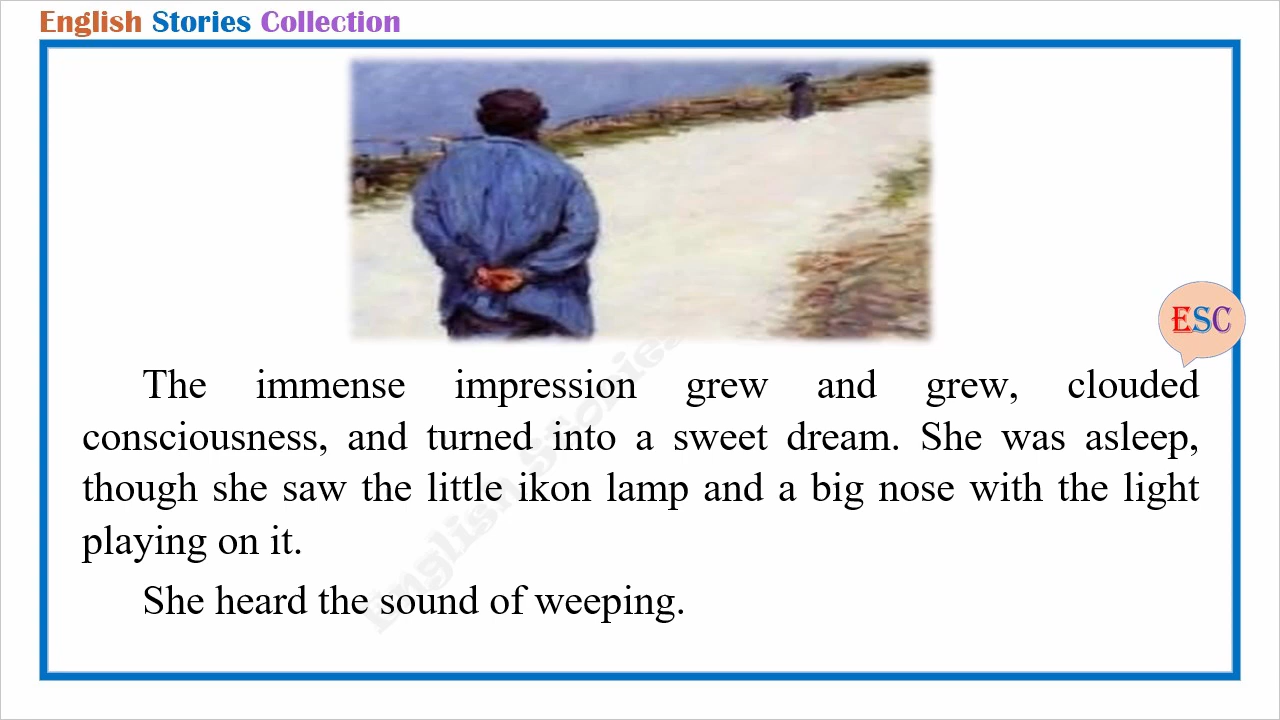 English Stories Collection
ESC
The immense impression grew and grew, clouded
consciousness, and turned into a sweet dream. She was asleep,
though she saw the little ikon lamp and a big nose with the light
playing on it.
She heard the sound of weeping.
English Stories